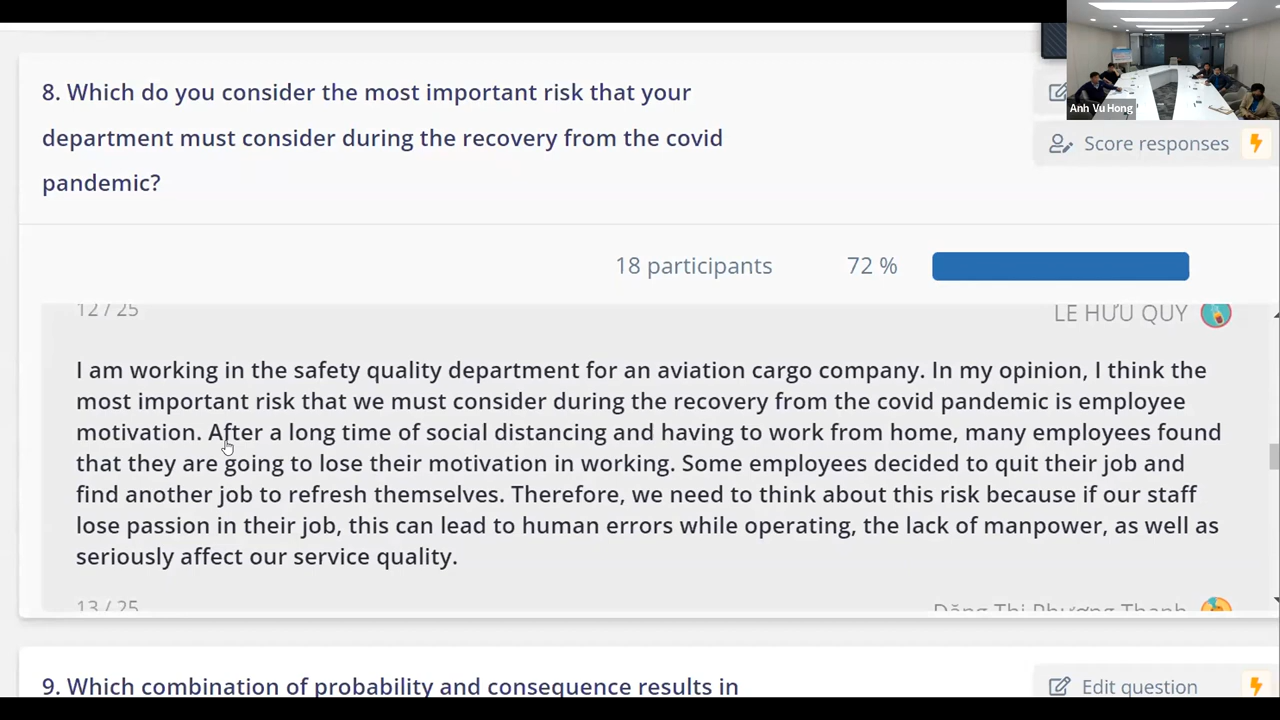 8. Which do you consider the most important risk that your
department must consider during the recovery from the covid
pandemic?
Anh Vu Hong
Score responses
18 participants 72 %
12 / 25 LE HƯU QUY
I am working in the safety quality department for an aviation cargo company. In my opinion, I think the
most important risk that we must consider during the recovery from the covid pandemic is employee
motivation. After a long time of social distancing and having to work from home, many employees found
that they are going to lose their motivation in working. Some employees decided to quit their job and
find another job to refresh themselves. Therefore, we need to think about this risk because if our staff
lose passion in their job, this can lead to human errors while operating, the lack of manpower, as well as
seriously affect our service quality.
13 / 25 Đặng Thị Phương Thanh
9. Which combination of probability and consequence results in
Edit question